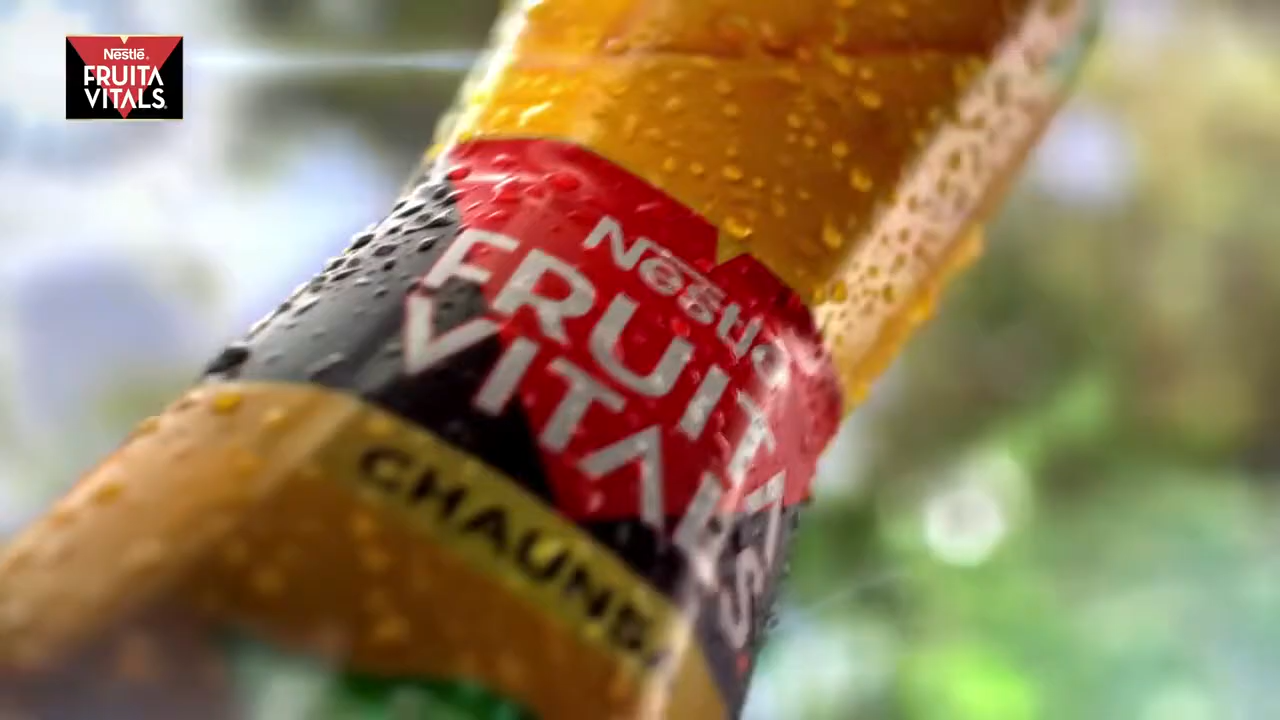 Nestlé
FRUITA
VITALS
Nestlé
FRUITA
VITALS
CHAUNSA